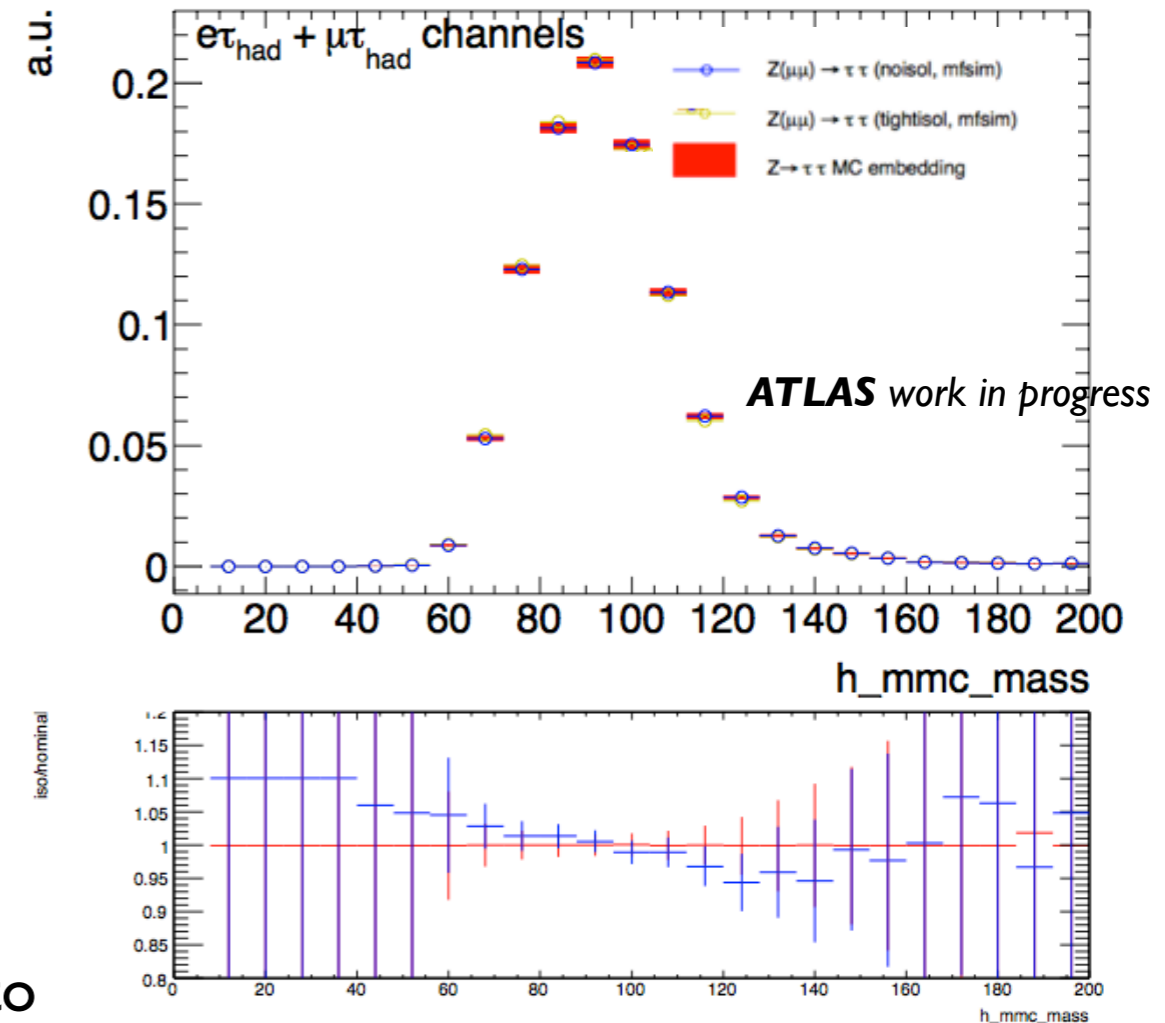 a.u.
eτhad + μτhad channels
Z(μμ) → τ τ (noisol, mfsim)
Z(μμ) → τ τ (tightisol, mfsim)
Z→ τ τ MC embedding
ATLAS work in progress
0.2
0.15
0.1
0.05
0
0 20 40 60 80 100 120 140 160 180 200
h_mmc_mass
iso/nominal
1.2
1.15
1.1
1.05
1
0.95
0.9
0.85
0.8
0 20 40 60 80 100 120 140 160 180 200
h_mmc_mass